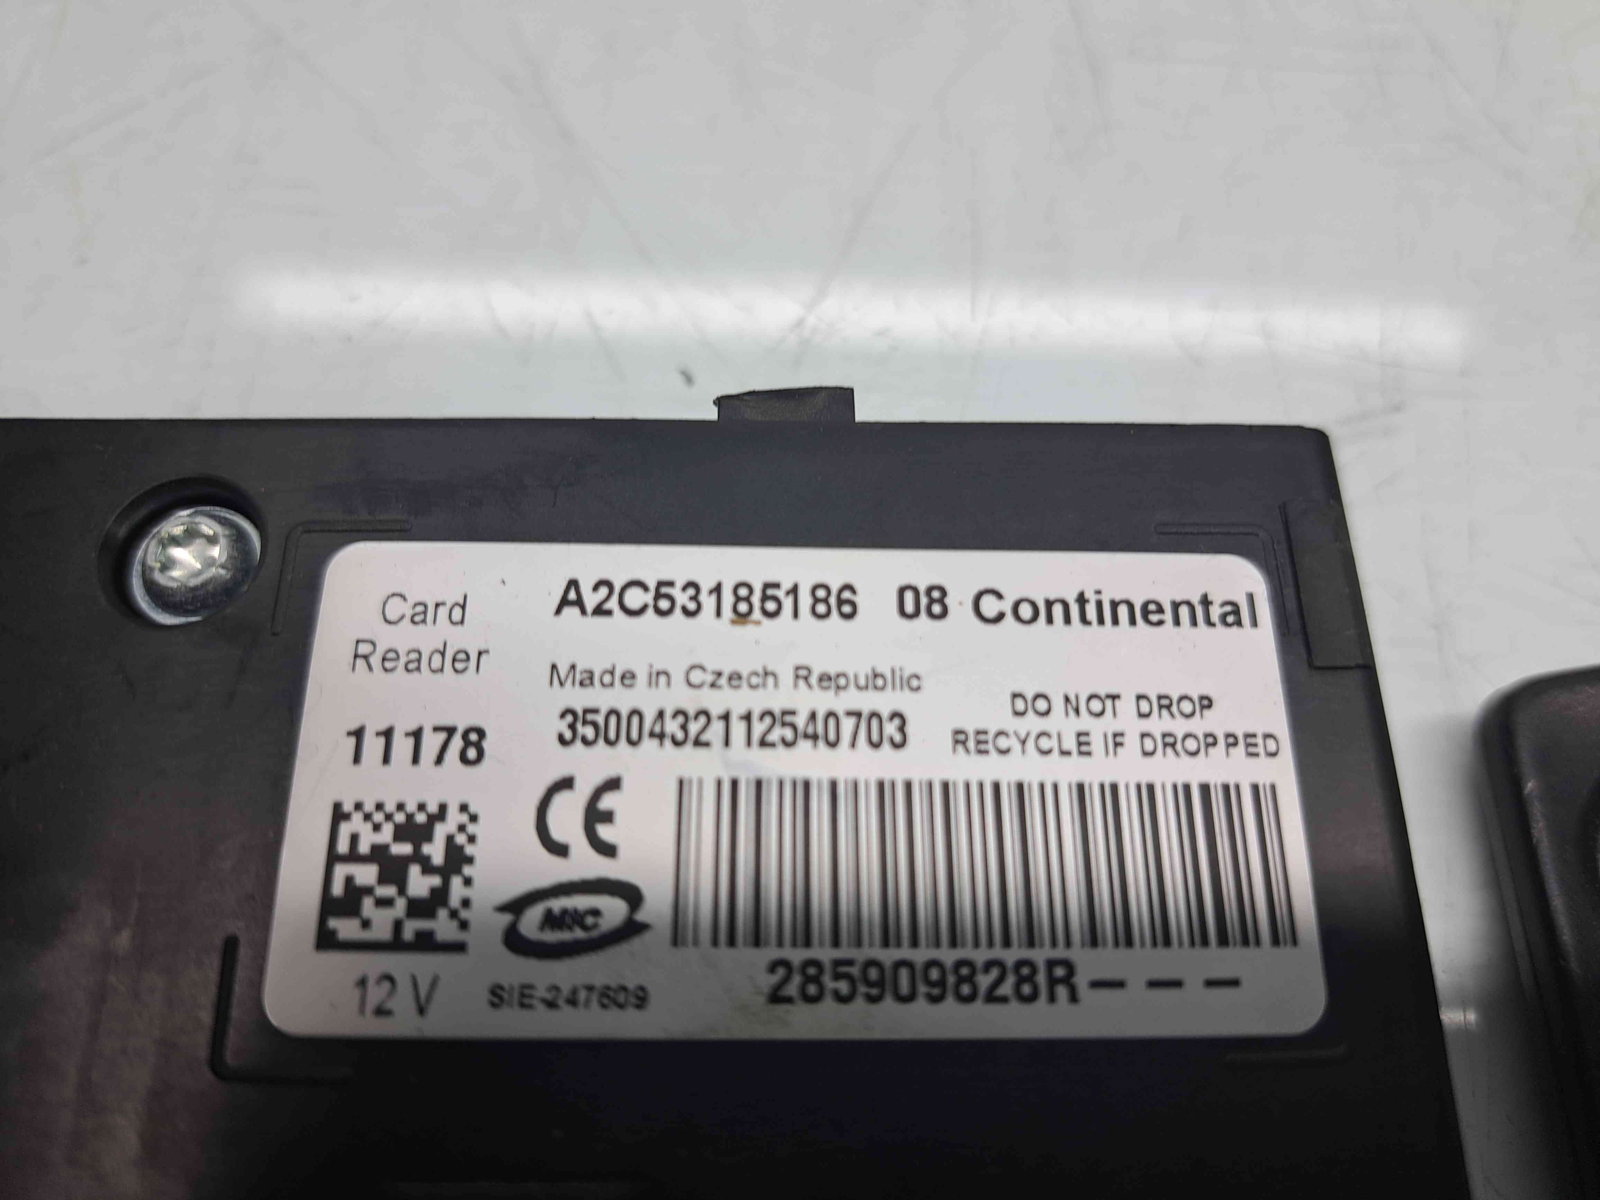 Card
Reader
11178
12 V
A2C53185186 08 Continental
Made in Czech Republic
3500432112540703
DO NOT DROP
RECYCLE IF DROPPED
CE
MIC
SIE-247609
285909828R---